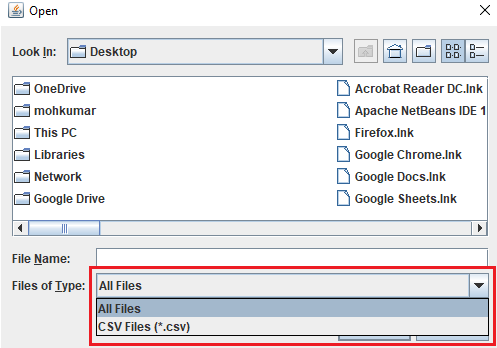 Open
Look In: Desktop
OneDrive
mohkumar
This PC
Libraries
Network
Google Drive
Acrobat Reader DC.lnk
Apache NetBeans IDE 1
Firefox.lnk
Google Chrome.lnk
Google Docs.lnk
Google Sheets.lnk
File Name:
Files of Type: All Files
All Files
CSV Files (*.csv)